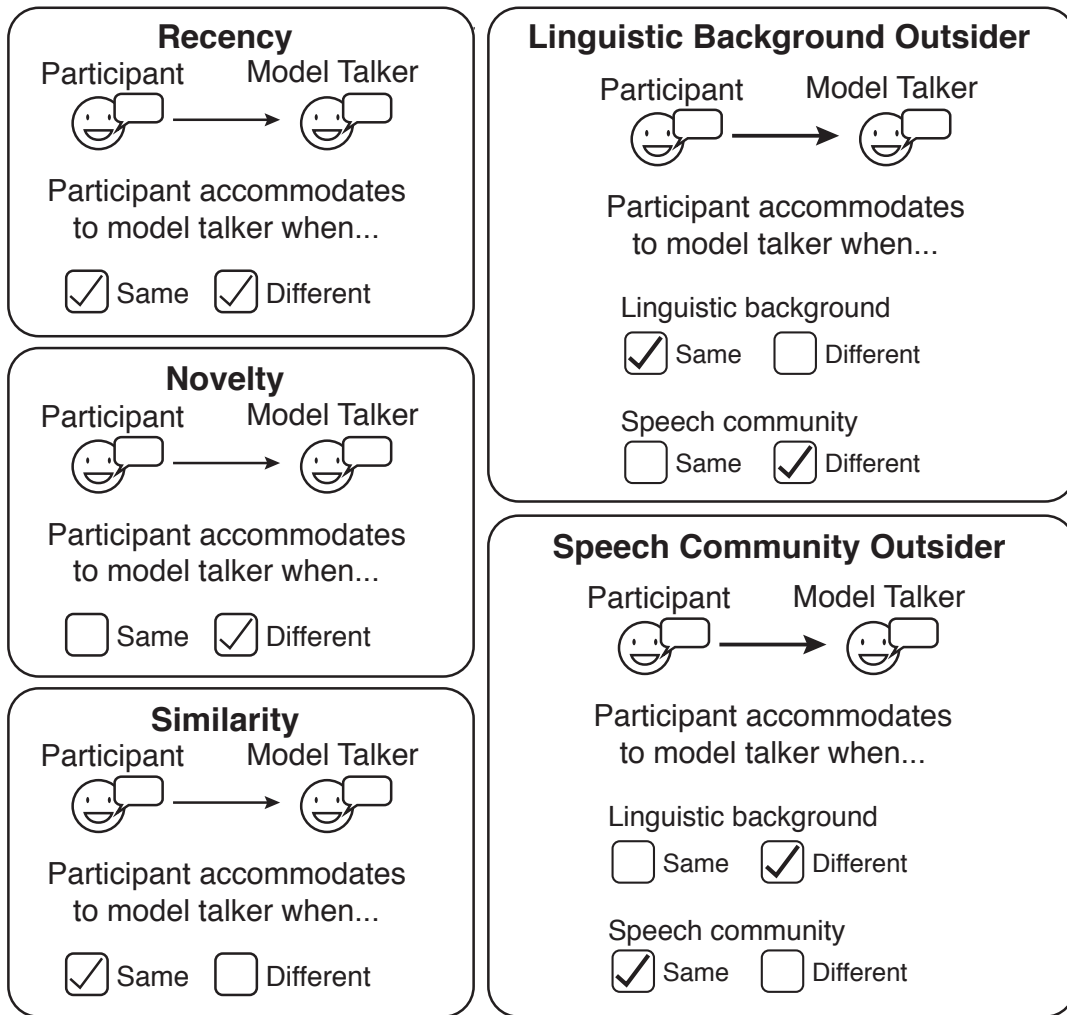 Recency
Participant Model Talker
Participant accommodates
to model talker when...
Same Different
Novelty
Participant Model Talker
Participant accommodates
to model talker when...
Same Different
Similarity
Participant Model Talker
Participant accommodates
to model talker when...
Same Different
Linguistic Background Outsider
Participant Model Talker
Participant accommodates
to model talker when...
Linguistic background
Same Different
Speech community
Same Different
Speech Community Outsider
Participant Model Talker
Participant accommodates
to model talker when...
Linguistic background
Same Different
Speech community
Same Different